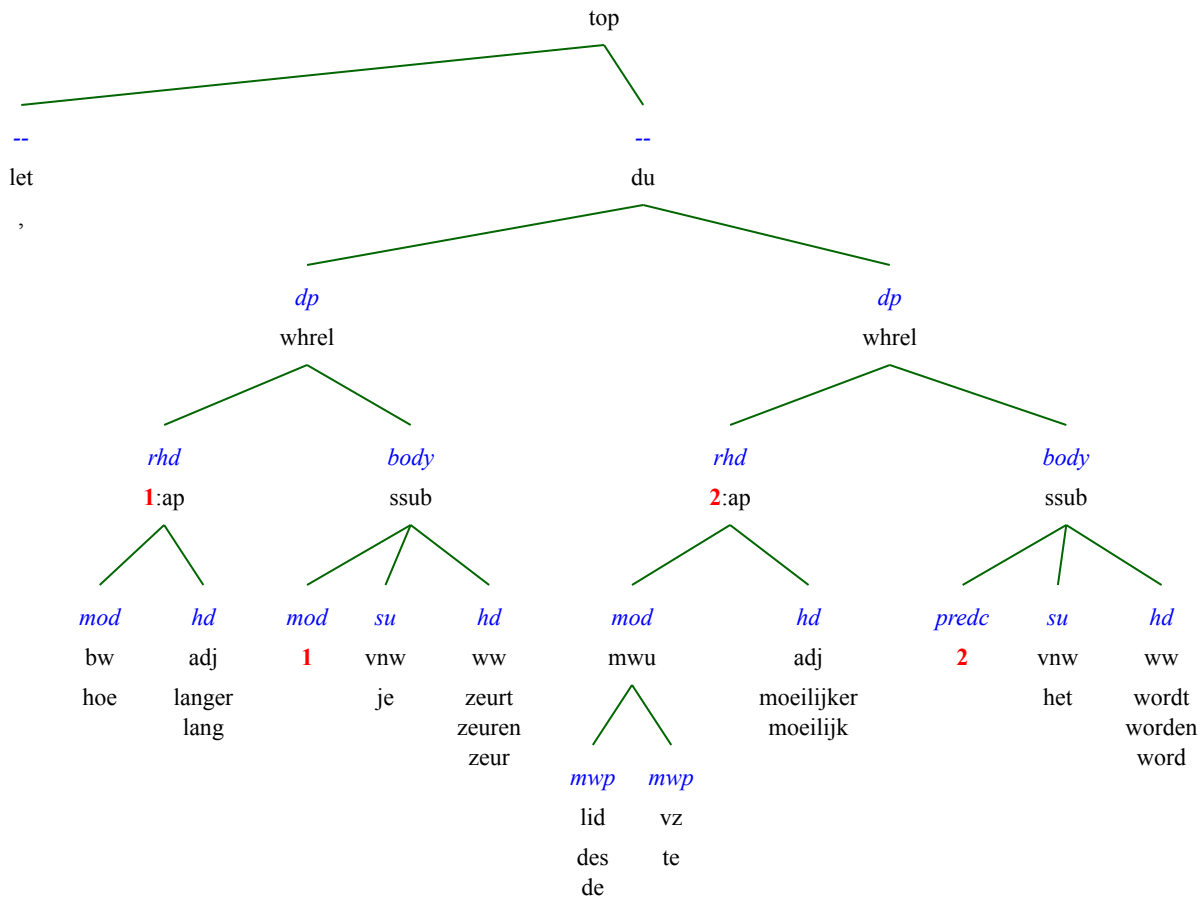 top
-- --
let du
,
dp dp
whrel whrel
rhd body rhd body
1:ap ssub 2:ap ssub
mod hd mod su hd mod hd predc su hd
bw adj 1 vnw ww mwu adj 2 vnw ww
hoe langer je zeurt moeilijker het wordt
lang zeuren moeilijk worden
zeur word
mwp mwp
lid vz
des te
de